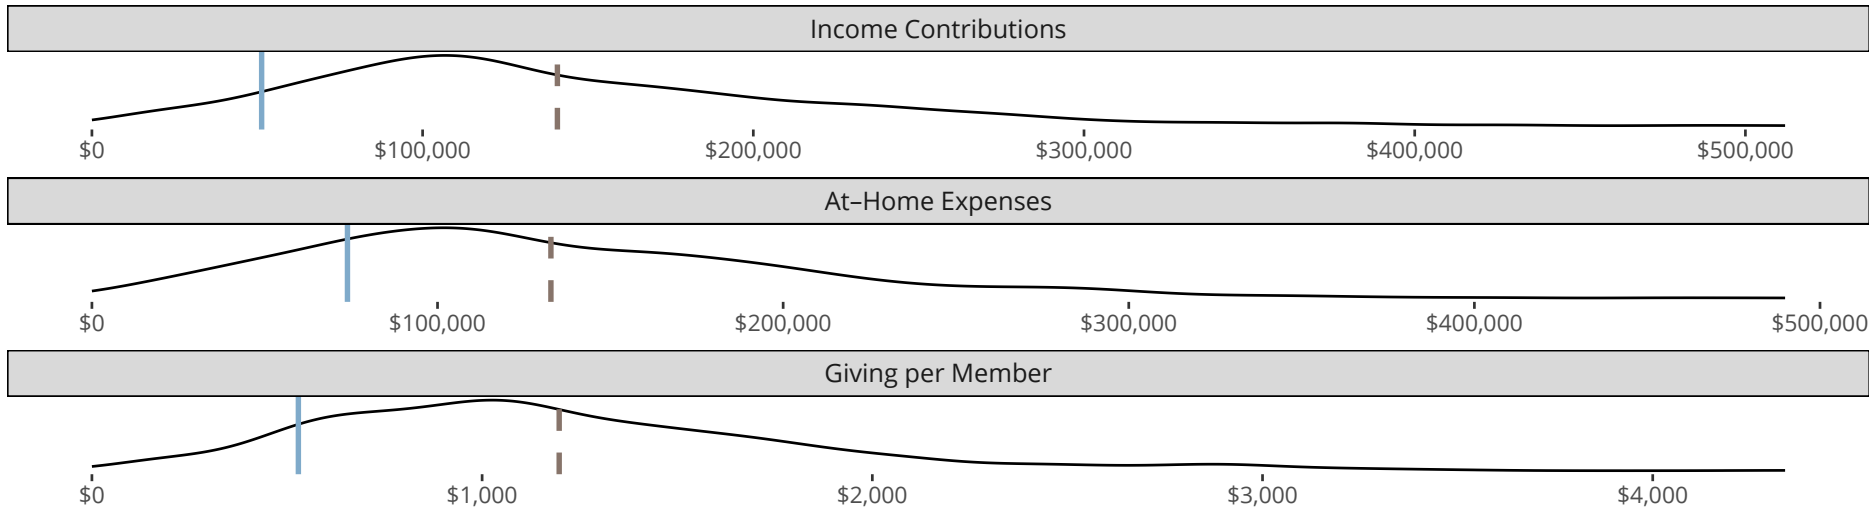 Income Contributions
$0 $100,000 $200,000 $300,000 $400,000 $500,000
At–Home Expenses
$0 $100,000 $200,000 $300,000 $400,000 $500,000
Giving per Member
$0 $1,000 $2,000 $3,000 $4,000